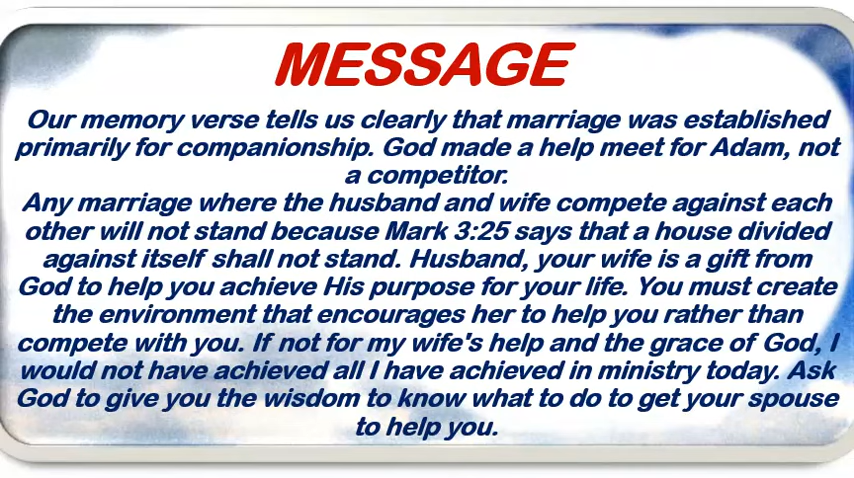 MESSAGE
Our memory verse tells us clearly that marriage was established
primarily for companionship. God made a help meet for Adam, not
a competitor.
Any marriage where the husband and wife compete against each
other will not stand because Mark 3:25 says that a house divided
against itself shall not stand. Husband, your wife is a gift from
God to help you achieve His purpose for your life. You must create
the environment that encourages her to help you rather than
compete with you. If not for my wife's help and the grace of God, I
would not have achieved all I have achieved in ministry today. Ask
God to give you the wisdom to know what to do to get your spouse
to help you.